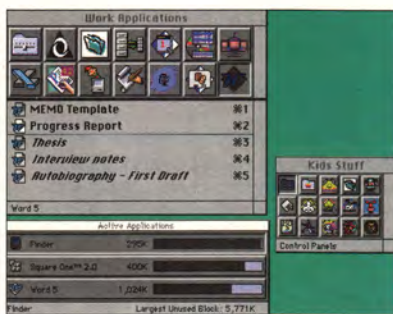 Work Applications
MEMO Template ⌘1
Progress Report ⌘2
Thesis ⌘3
Interview notes ⌘4
Autobiography - First Draft ⌘5
Word 5
Kids Stuff
Control Panels
Active Applications
Finder 295K
Square One™ 2.0 400K
Word 5 1,024K
Finder Largest Unused Block: 5,771K